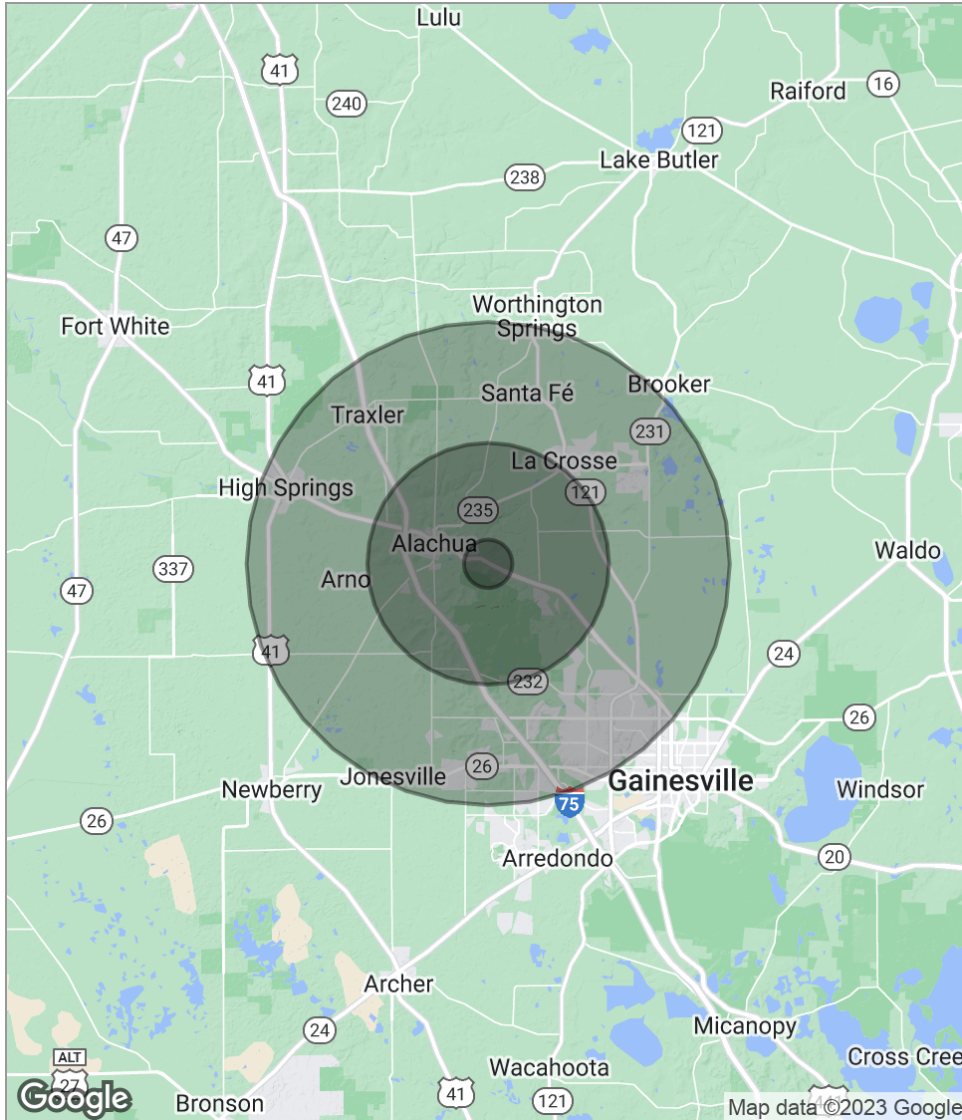 Lulu
41
240
Raiford
16
121
Lake Butler
238
47
Worthington
Springs
Fort White
41
Santa Fé
Brooker
Traxler
231
La Crosse
High Springs
121
235
Alachua
Waldo
337
Arno
47
41
24
232
26
26
Jonesville
Gainesville
Newberry
Windsor
75
26
Arredondo
20
Archer
24
Micanopy
ALT
27
Wacahoota
Cross Cree
41
Google
Bronson
121
441
Map data ©2023 Google